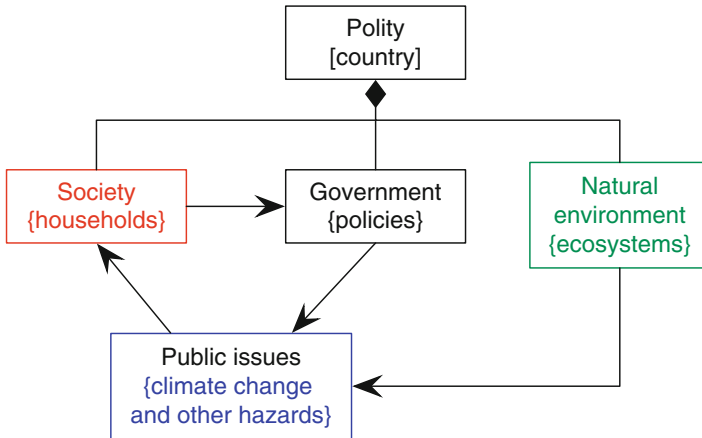 Polity
[country]
Society
{households}
Government
{policies}
Natural
environment
{ecosystems}
Public issues
{climate change
and other hazards}